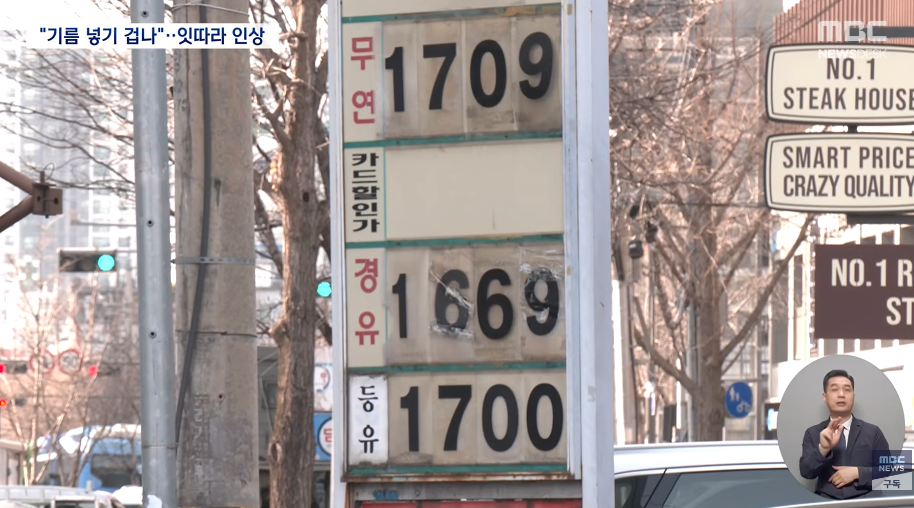 "기름 넣기 겁나"··잇따라 인상
MBC
NEWS
무연 1709
카드할인가
경유 1669
등유 1700
NO.1
STEAK HOUSE
SMART PRICE
CRAZY QUALITY
NO.1 R
ST
MBC
NEWS
구독